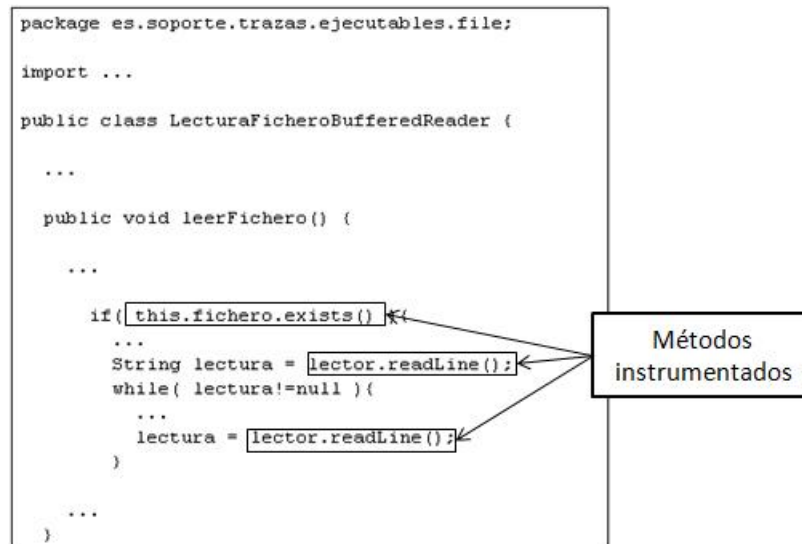 package es.soporte.trazas.ejecutables.file;
import ...
public class LecturaFicheroBufferedReader {
...
public void leerFichero() {
...
if( this.fichero.exists() ){
...
String lectura = lector.readLine();
while( lectura!=null ){
...
lectura = lector.readLine();
}
...
}
Métodos
instrumentados